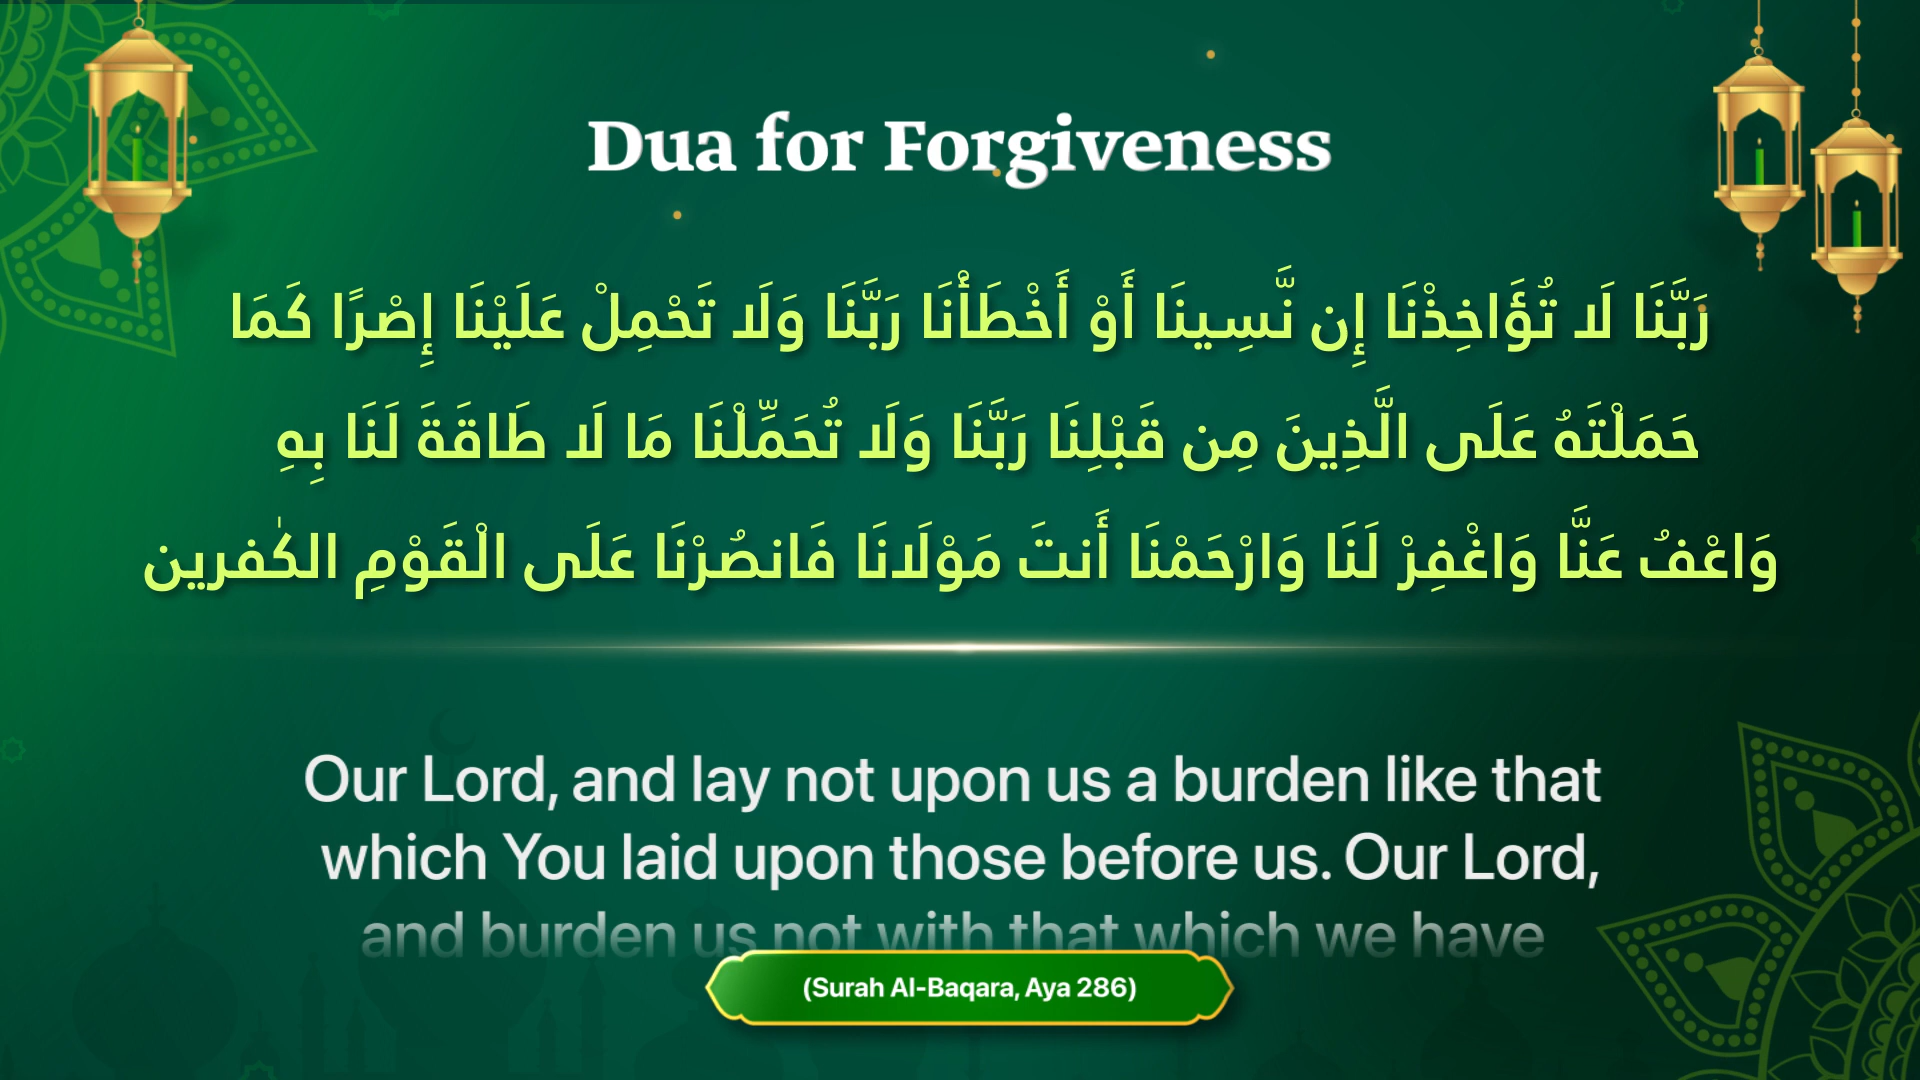 Dua for Forgiveness
رَبَّنَا لَا تُؤَاخِذْنَا إِن نَّسِينَا أَوْ أَخْطَأْنَا رَبَّنَا وَلَا تَحْمِلْ عَلَيْنَا إِصْرًا كَمَا
حَمَلْتَهُ عَلَى الَّذِينَ مِن قَبْلِنَا رَبَّنَا وَلَا تُحَمِّلْنَا مَا لَا طَاقَةَ لَنَا بِهِ
وَاعْفُ عَنَّا وَاغْفِرْ لَنَا وَارْحَمْنَا أَنتَ مَوْلَانَا فَانصُرْنَا عَلَى الْقَوْمِ الكٰفرين
Our Lord, and lay not upon us a burden like that
which You laid upon those before us. Our Lord,
and burden us not with that which we have
(Surah Al-Baqara, Aya 286)